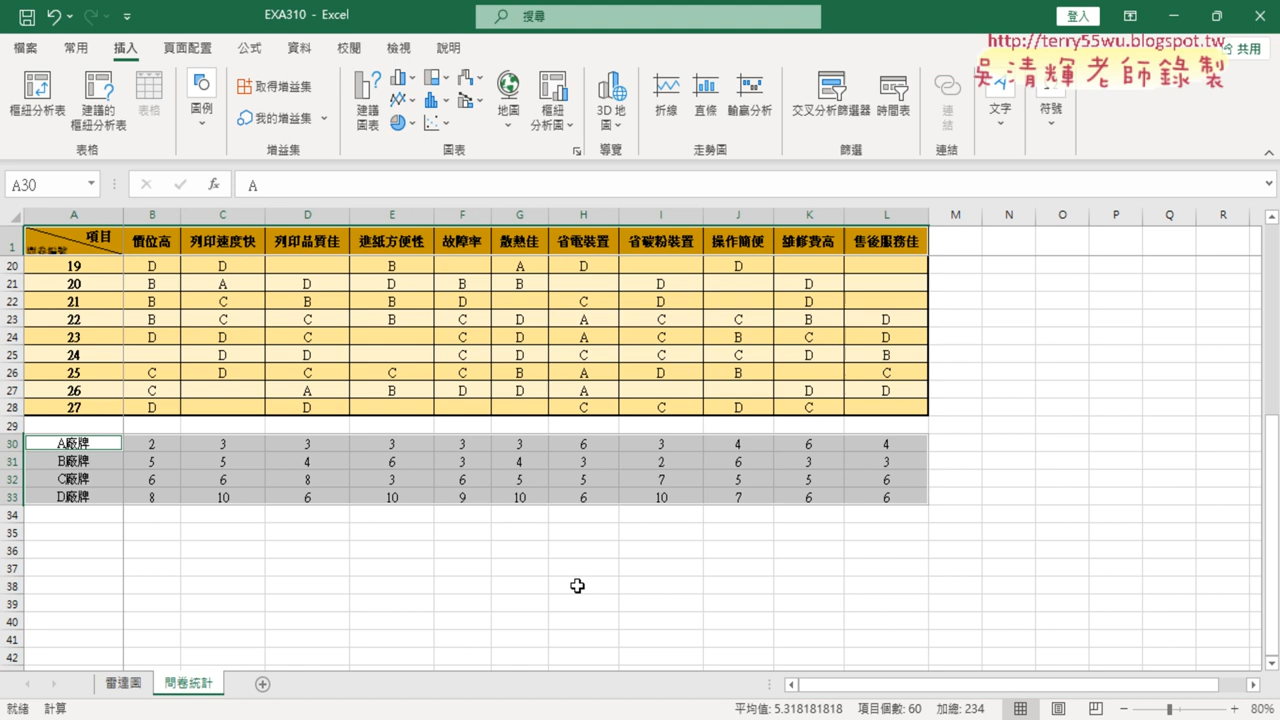 EXA310 - Excel
搜尋
登入
http://terry55wu.blogspot.tw
吳清輝老師錄製
檔案 常用 插入 頁面配置 公式 資料 校閱 檢視 說明 共用
樞紐分析表 建議的樞紐分析表 表格 圖例 取得增益集 我的增益集 建議圖表 地圖 樞紐分析圖 3D 地圖 折線 直條 輸贏分析 交叉分析篩選器 時間表 連結 文字 符號
表格 增益集 圖表 導覽 走勢圖 篩選 連結
A30 fx A
A B C D E F G H I J K L M N O P Q R
1 項目 價位高 列印速度快 列印品質佳 進紙方便性 故障率 散熱佳 省電裝置 省碳粉裝置 操作簡便 維修費高 售後服務佳
20 19 D D B A D D
21 20 B A D D B B D D
22 21 B C B B D C D D
23 22 B C C B C D A C C B D
24 23 D D C C D A C B C D
25 24 D D C D C C C D B
26 25 C D C C C B A D B C
27 26 C A B D D A D D
28 27 D D C C D C
29
30 A廠牌 2 3 3 3 3 3 6 3 4 6 4
31 B廠牌 5 5 4 6 3 4 3 2 6 3 3
32 C廠牌 6 6 8 3 6 5 5 7 5 5 6
33 D廠牌 8 10 6 10 9 10 6 10 7 6 6
34
35
36
37
38
39
40
41
42
雷達圖 問卷統計
就緒 計算 平均值: 5.318181818 項目個數: 60 加總: 234 80%